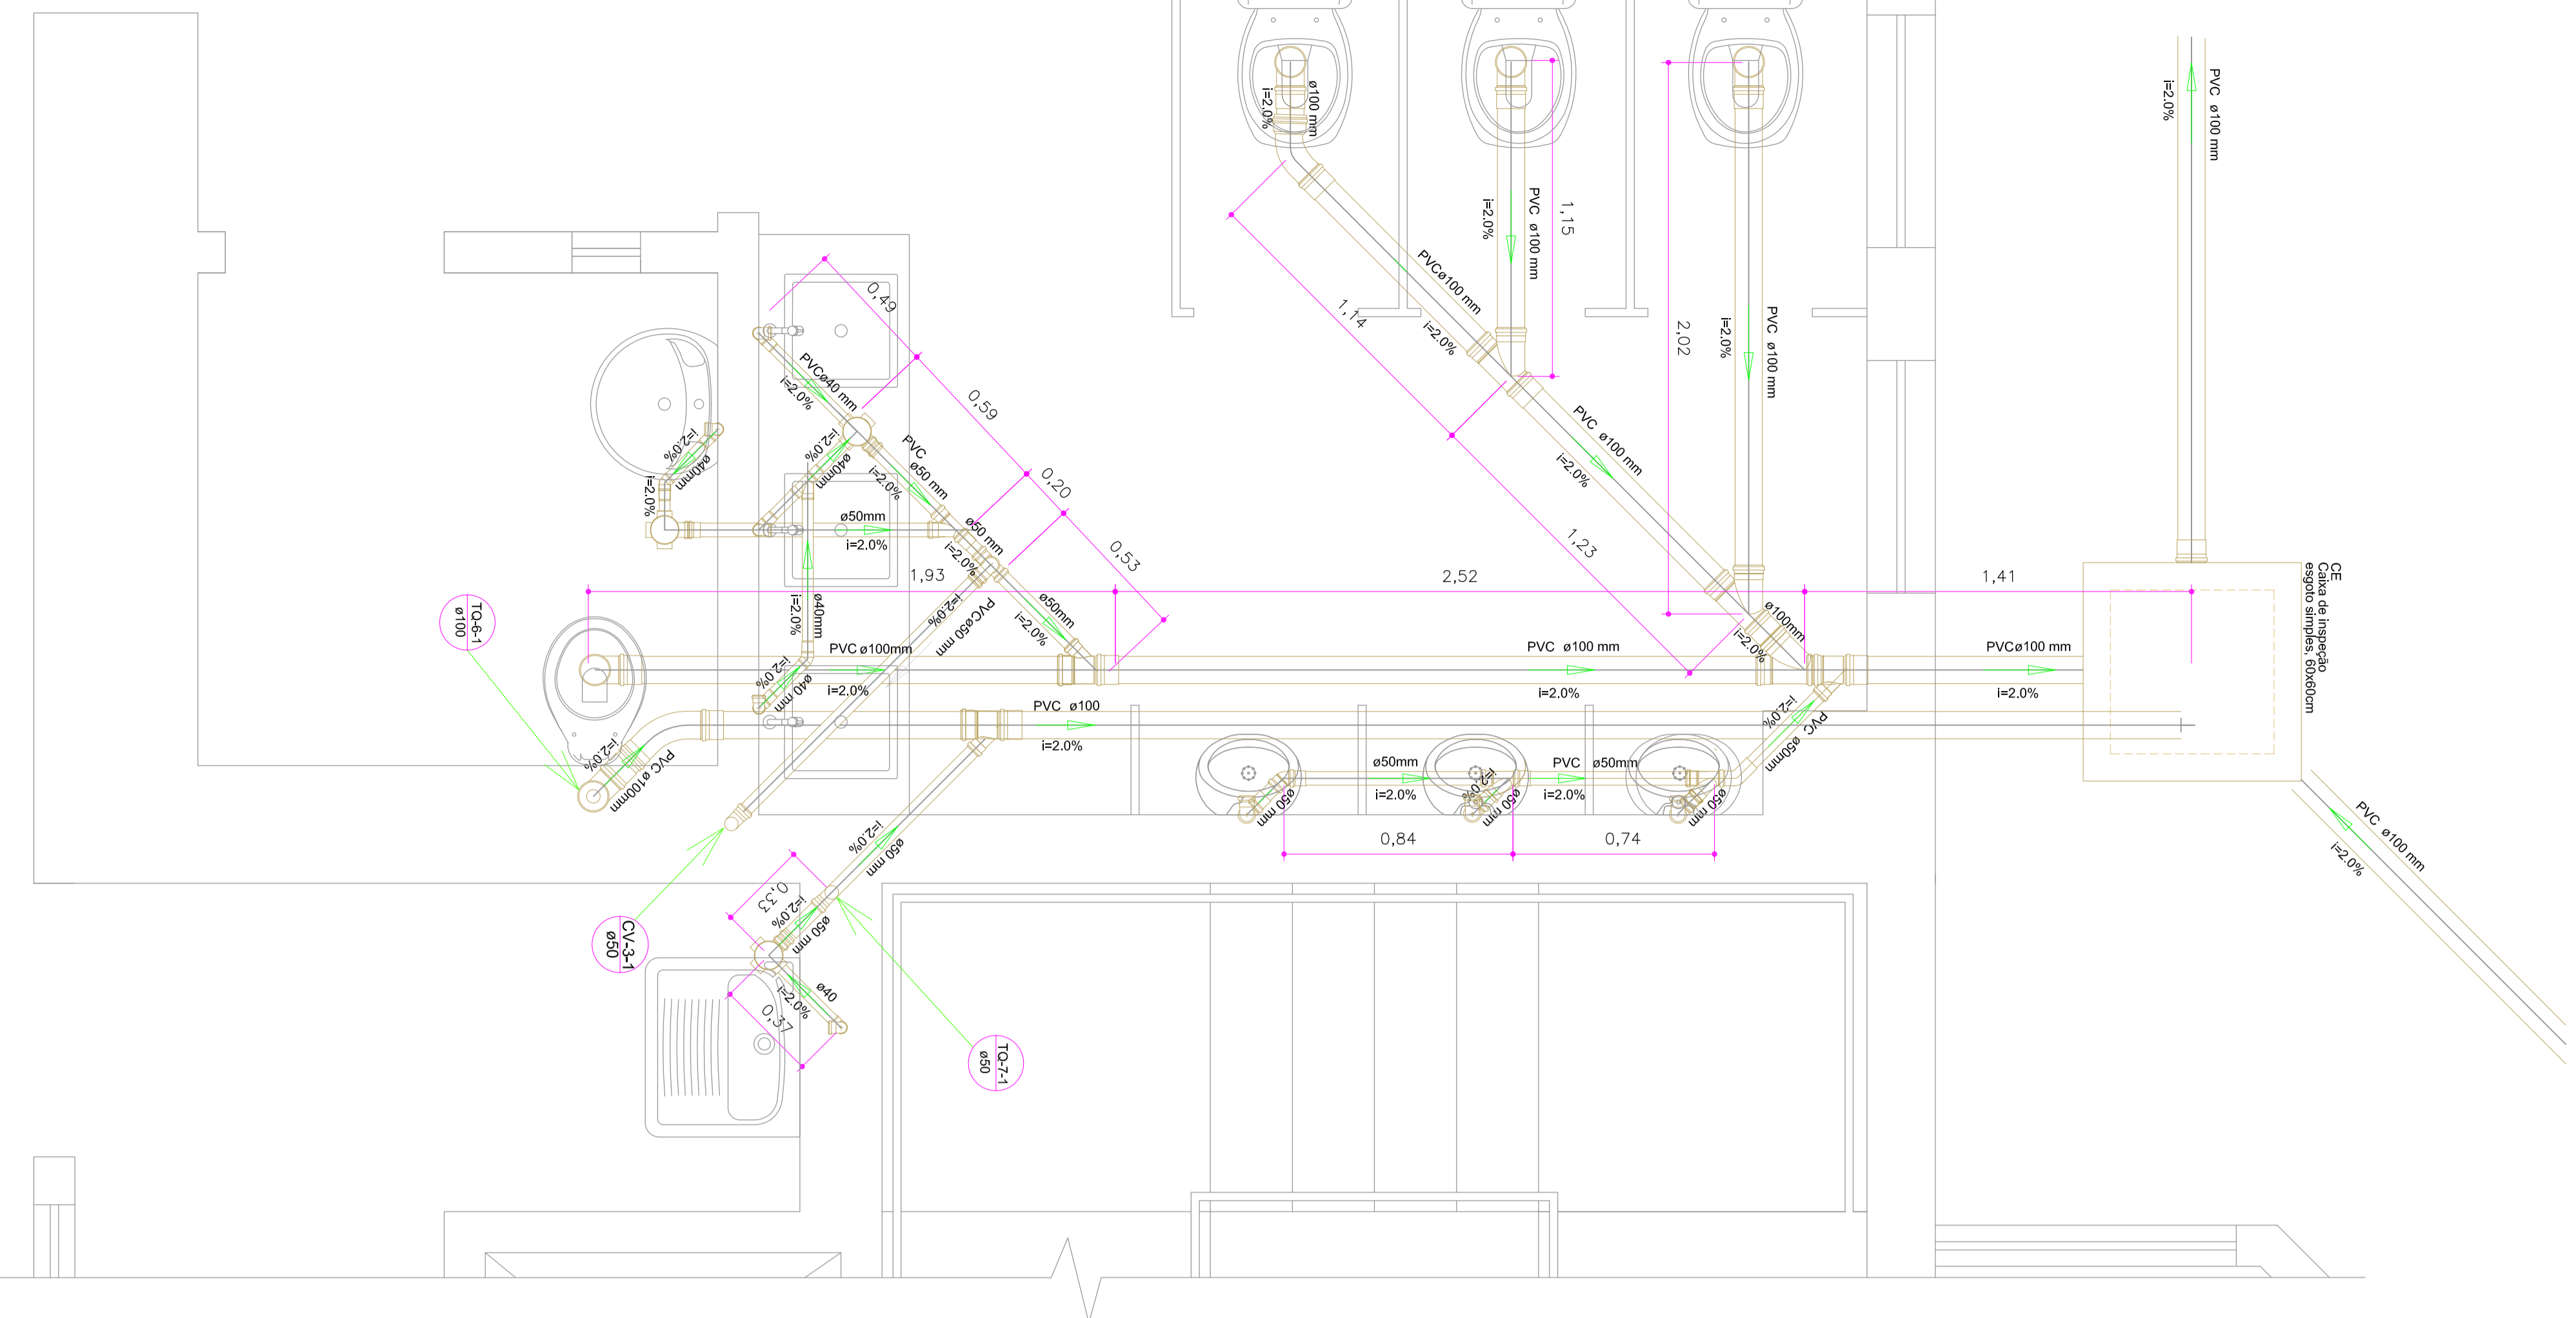 ø100 mm
i=2.0%
PVC ø100 mm
i=2.0%
1,15
PVC ø100 mm
i=2.0%
2,02
PVC ø100 mm
i=2.0%
PVCø100 mm
i=2.0%
1,14
PVC ø100 mm
i=2.0%
1,23
0,49
0,59
0,20
0,53
PVCø40 mm
i=2.0%
i=2.0%
ø40mm
i=2.0%
i=2.0%
ø40mm
PVC
ø50 mm
i=2.0%
ø50mm
i=2.0%
ø50 mm
i=2.0%
1,93
2,52
1,41
CE
Caixa de inspeção
esgoto simples, 60x60cm
ø40mm
i=2.0%
i=2.0%
PVCø50 mm
ø50mm
i=2.0%
ø100mm
i=2.0%
TQ-6-1
ø100
PVC ø100mm
i=2.0%
i=2.0%
ø40 mm
PVC ø100 mm
i=2.0%
PVCø100 mm
i=2.0%
PVC ø100
i=2.0%
i=2.0%
PVC ø100mm
i=2.0%
PVC ø50mm
ø50mm
i=2.0%
PVC ø50mm
i=2.0%
ø50 mm
i=2.0%
ø50 mm
ø50 mm
0,84
0,74
PVC ø100 mm
i=2.0%
i=2.0%
ø50 mm
0,33
i=2.0%
ø50 mm
CV-3-1
ø50
ø40
i=2.0%
0,37
TQ-7-1
ø50